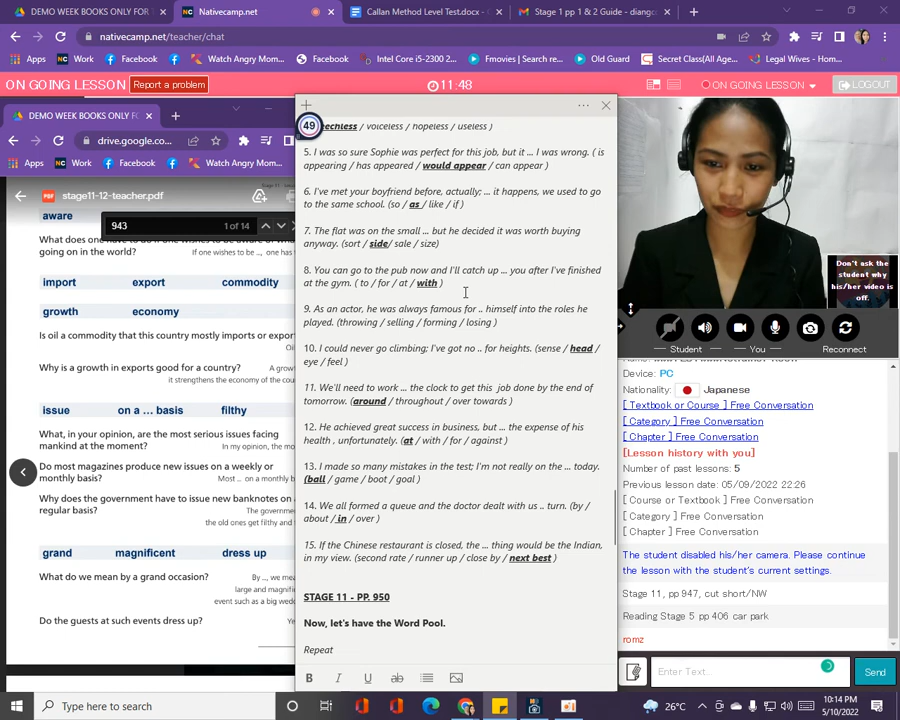 DEMO WEEK BOOKS ONLY FOR T
Nativecamp.net
Callan Method Level Test.docx -
Stage 1 pp 1 & 2 Guide - diangc
nativecamp.net/teacher/chat
Apps
Work
Facebook
Watch Angry Mom...
Facebook
Intel Core i5-2300 2...
Fmovies | Search re...
Old Guard
Secret Class(All Age...
Legal Wives - Hom...
ON GOING LESSON
Report a problem
11:48
ON GOING LESSON
LOGOUT
DEMO WEEK BOOKS ONLY FO
drive.google.co...
Apps
Work
Facebook
Watch Ang
stage11-12-teacher.pdf
943
1 of 14
aware
What does one have to do if one wishes to be aware of what
going on in the world?
If one wishes to be .., one has
import
export
commodity
growth
economy
Is oil a commodity that this country mostly imports or exports?
Why is a growth in exports good for a country?
A grow
it strengthens the economy of the cou
issue
on a ... basis
filthy
What, in your opinion, are the most serious issues facing
mankind at the moment?
In my opinion, the mo
Do most magazines produce new issues on a weekly or
monthly basis?
Most .. on a monthly b
Why does the government have to issue new banknotes on a
regular basis?
The governme
the old ones get filthy and
grand
magnificent
dress up
What do we mean by a grand occasion?
By .., we mea
large and magnific
event such as a big wedd
Do the guests at such events dress up?
Ye
49
echless / voiceless / hopeless / useless )
5. I was so sure Sophie was perfect for this job, but it ... I was wrong. ( is
appearing / has appeared / would appear / can appear )
6. I've met your boyfriend before, actually; ... it happens, we used to go
to the same school. (so / as / like / if )
7. The flat was on the small ... but he decided it was worth buying
anyway. (sort / side/ sale / size)
8. You can go to the pub now and I'll catch up ... you after I've finished
at the gym. ( to / for / at / with )
9. As an actor, he was always famous for .. himself into the roles he
played. (throwing / selling / forming / losing )
10. I could never go climbing; I've got no .. for heights. (sense / head /
eye / feel )
11. We'll need to work ... the clock to get this job done by the end of
tomorrow. (around / throughout / over towards )
12. He achieved great success in business, but ... the expense of his
health , unfortunately. (at / with / for / against )
13. I made so many mistakes in the test; I'm not really on the ... today.
(ball / game / boot / goal )
14. We all formed a queue and the doctor dealt with us .. turn. (by /
about / in / over )
15. If the Chinese restaurant is closed, the ... thing would be the Indian,
in my view. (second rate / runner up / close by / next best )
STAGE 11 - PP. 950
Now, let's have the Word Pool.
Repeat
B
I
U
ab
Don't ask the
student why
his/her video is
off.
Student
You
Reconnect
Device: PC
Nationality:
Japanese
[ Textbook or Course ] Free Conversation
[ Category ] Free Conversation
[ Chapter ] Free Conversation
[Lesson history with you]
Number of past lessons: 5
Previous lesson date: 05/09/2022 22:26
[ Course or Textbook ] Free Conversation
[ Category ] Free Conversation
[ Chapter ] Free Conversation
The student disabled his/her camera. Please continue
the lesson with the student's current settings.
Stage 11, pp 947, cut short/NW
Reading Stage 5 pp 406 car park
romz
Enter Text...
Send
Type here to search
26°C
10:14 PM
5/10/2022